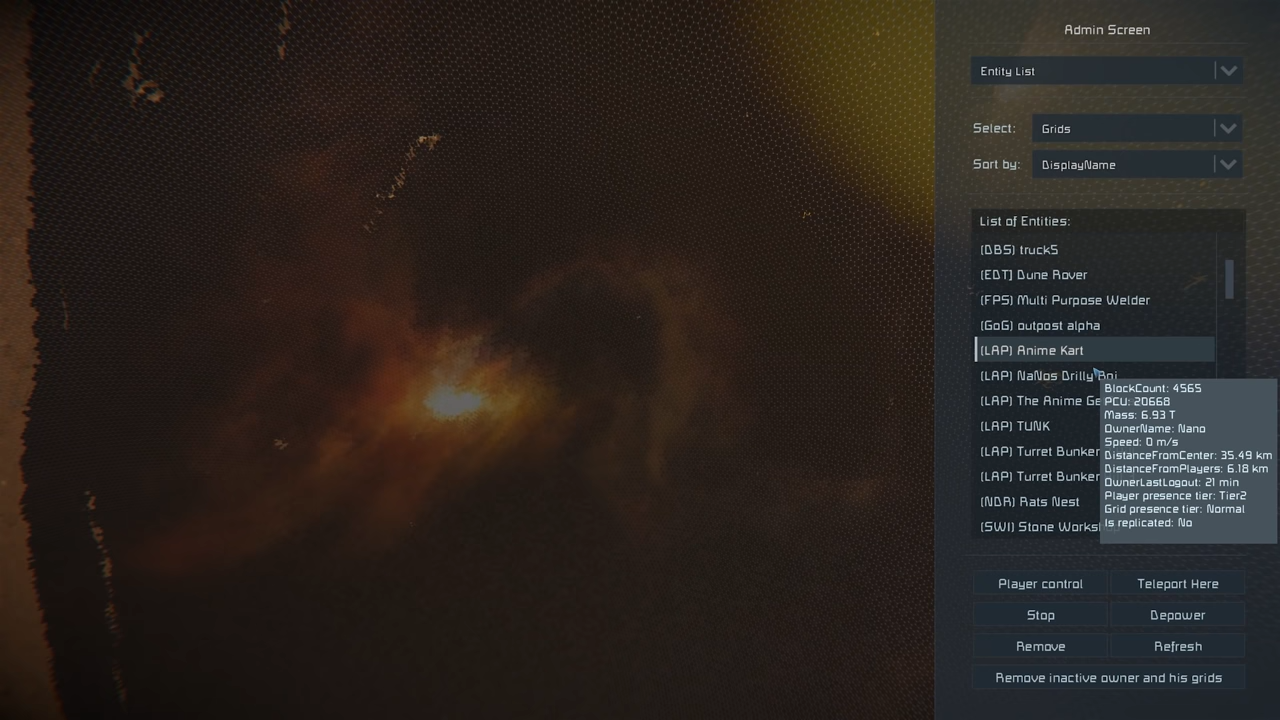 Admin Screen
Entity List
Select: Grids
Sort by: DisplayName
List of Entities:
(DBS) truck5
(EDT) Dune Rover
(FPS) Multi Purpose Welder
(GoG) outpost alpha
(LAP) Anime Kart
(LAP) NaNos Drilly Boi
(LAP) The Anime Ga
(LAP) TUNK
(LAP) Turret Bunker
(LAP) Turret Bunker
(NDR) Rats Nest
(SWI) Stone Works
BlockCount: 4565
PCU: 20668
Mass: 6.93 T
OwnerName: Nano
Speed: 0 m/s
DistanceFromCenter: 35.49 km
DistanceFromPlayers: 6.18 km
OwnerLastLogout: 21 min
Player presence tier: Tier2
Grid presence tier: Normal
Is replicated: No
Player control
Teleport Here
Stop
Depower
Remove
Refresh
Remove inactive owner and his grids